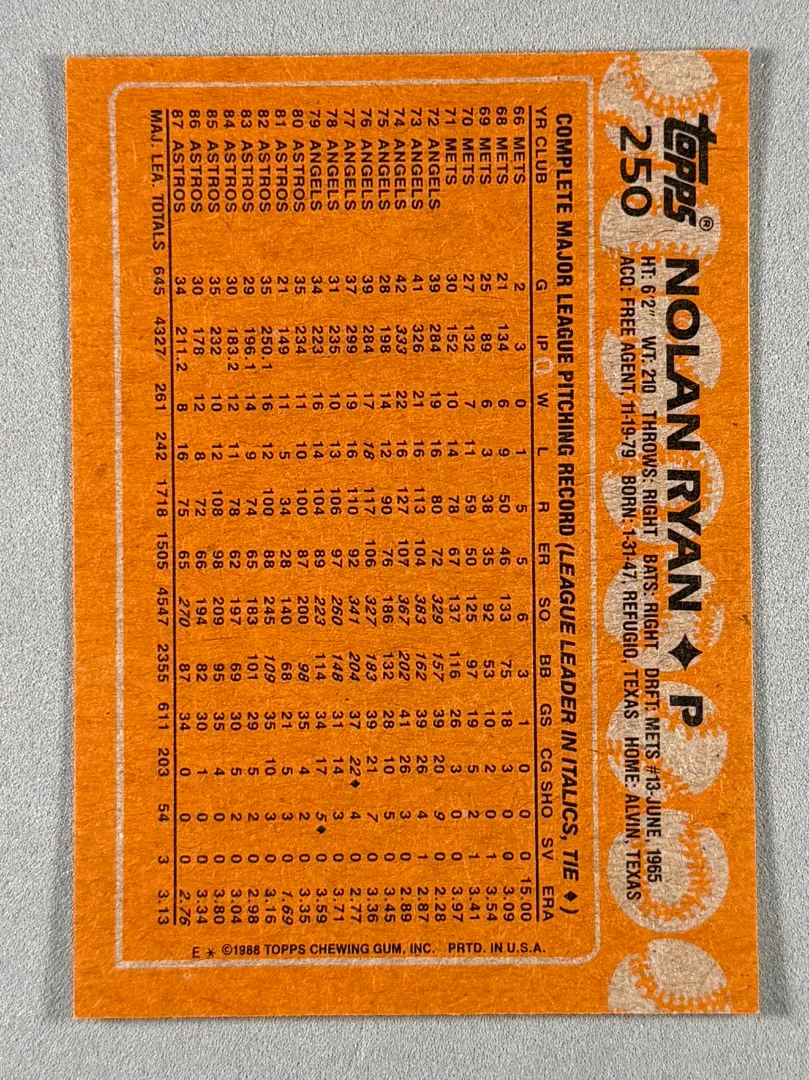 topps®
250
NOLAN RYAN ♦ P
HT: 6'2" WT: 210 THROWS: RIGHT BATS: RIGHT DRFT: METS #13-JUNE, 1965
ACQ: FREE AGENT, 11-19-79 BORN: 1-31-47, REFUGIO, TEXAS HOME: ALVIN, TEXAS
COMPLETE MAJOR LEAGUE PITCHING RECORD (LEAGUE LEADER IN ITALICS, TIE ♦)
YR CLUB G IP W L R ER SO BB GS CG SHO SV ERA
66 METS 2 3 0 1 5 5 6 3 1 0 0 0 15.00
68 METS 21 134 6 9 50 46 133 75 18 3 0 0 3.09
69 METS 25 89 6 3 38 35 92 53 10 2 0 1 3.54
70 METS 27 132 7 11 59 50 125 97 19 5 2 1 3.41
71 METS 30 152 10 14 78 67 137 116 26 3 0 0 3.97
72 ANGELS 39 284 19 16 80 72 329 157 39 20 9 0 2.28
73 ANGELS 41 326 21 16 113 104 383 162 39 26 4 1 2.87
74 ANGELS 42 333 22 16 127 107 367 202 41 26 3 0 2.89
75 ANGELS 28 198 14 12 90 76 186 132 28 10 5 0 3.45
76 ANGELS 39 284 17 18 117 106 327 183 39 21 7 0 3.36
77 ANGELS 37 299 19 16 110 92 341 204 37 22♦ 4 0 2.77
78 ANGELS 31 235 10 13 106 97 260 148 31 14 3 0 3.71
79 ANGELS 34 223 16 14 104 89 223 114 34 17 5♦ 0 3.59
80 ASTROS 35 234 11 10 100 87 200 98 35 4 2 0 3.35
81 ASTROS 21 149 11 5 34 28 140 68 21 5 3 0 1.69
82 ASTROS 35 250.1 16 12 100 88 245 109 35 10 3 0 3.16
83 ASTROS 29 196.1 14 9 74 65 183 101 29 5 2 0 2.98
84 ASTROS 30 183.2 12 11 78 62 197 69 30 5 2 0 3.04
85 ASTROS 35 232 10 12 108 98 209 95 35 4 0 0 3.80
86 ASTROS 30 178 12 8 72 66 194 82 30 1 0 0 3.34
87 ASTROS 34 211.2 8 16 75 65 270 87 34 0 0 0 2.76
MAJ. LEA. TOTALS 645 4327 261 242 1718 1505 4547 2355 611 203 54 3 3.13
E * ©1988 TOPPS CHEWING GUM, INC. PRTD. IN U.S.A.